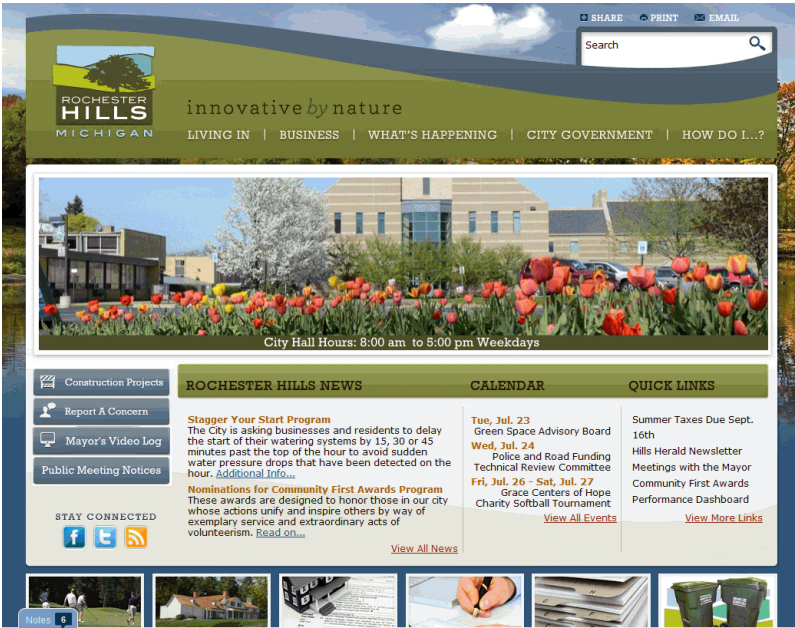 SHARE PRINT EMAIL
Search
ROCHESTER
HILLS
MICHIGAN
innovative by nature
LIVING IN | BUSINESS | WHAT'S HAPPENING | CITY GOVERNMENT | HOW DO I...?
City Hall Hours: 8:00 am to 5:00 pm Weekdays
Construction Projects
Report A Concern
Mayor's Video Log
Public Meeting Notices
STAY CONNECTED
ROCHESTER HILLS NEWS
Stagger Your Start Program
The City is asking businesses and residents to delay
the start of their watering systems by 15, 30 or 45
minutes past the top of the hour to avoid sudden
water pressure drops that have been detected on the
hour. Additional Info...
Nominations for Community First Awards Program
These awards are designed to honor those in our city
whose actions unify and inspire others by way of
exemplary service and extraordinary acts of
volunteerism. Read on...
View All News
CALENDAR
Tue, Jul. 23
Green Space Advisory Board
Wed, Jul. 24
Police and Road Funding
Technical Review Committee
Fri, Jul. 26 - Sat, Jul. 27
Grace Centers of Hope
Charity Softball Tournament
View All Events
QUICK LINKS
Summer Taxes Due Sept.
16th
Hills Herald Newsletter
Meetings with the Mayor
Community First Awards
Performance Dashboard
View More Links
Notes 6